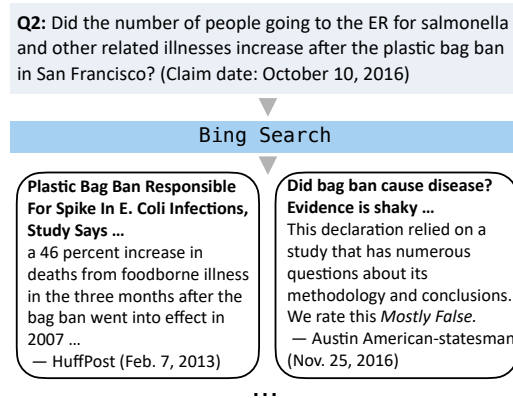 Q2: Did the number of people going to the ER for salmonella
and other related illnesses increase after the plastic bag ban
in San Francisco? (Claim date: October 10, 2016)
Bing Search
Plastic Bag Ban Responsible
For Spike In E. Coli Infections,
Study Says ...
a 46 percent increase in
deaths from foodborne illness
in the three months after the
bag ban went into effect in
2007 ...
— HuffPost (Feb. 7, 2013)
Did bag ban cause disease?
Evidence is shaky ...
This declaration relied on a
study that has numerous
questions about its
methodology and conclusions.
We rate this Mostly False.
— Austin American-statesman
(Nov. 25, 2016)
...